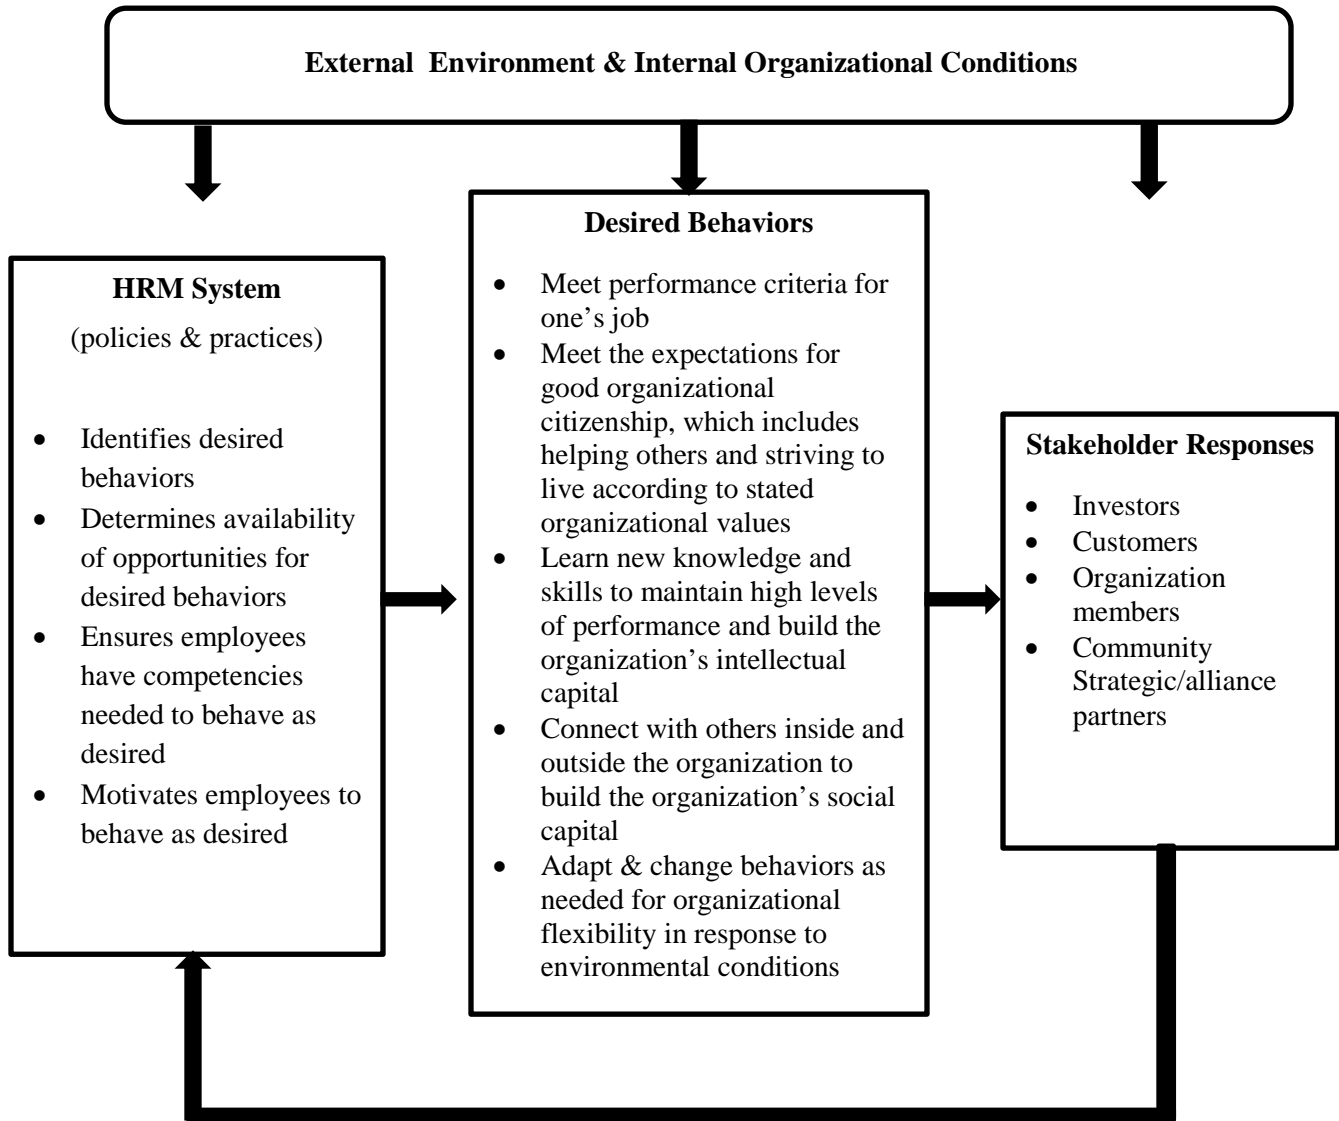 External Environment & Internal Organizational Conditions
HRM System
(policies & practices)
• Identifies desired
behaviors
• Determines availability
of opportunities for
desired behaviors
• Ensures employees
have competencies
needed to behave as
desired
• Motivates employees to
behave as desired
Desired Behaviors
• Meet performance criteria for
one’s job
• Meet the expectations for
good organizational
citizenship, which includes
helping others and striving to
live according to stated
organizational values
• Learn new knowledge and
skills to maintain high levels
of performance and build the
organization’s intellectual
capital
• Connect with others inside and
outside the organization to
build the organization’s social
capital
• Adapt & change behaviors as
needed for organizational
flexibility in response to
environmental conditions
Stakeholder Responses
• Investors
• Customers
• Organization
members
• Community
Strategic/alliance
partners